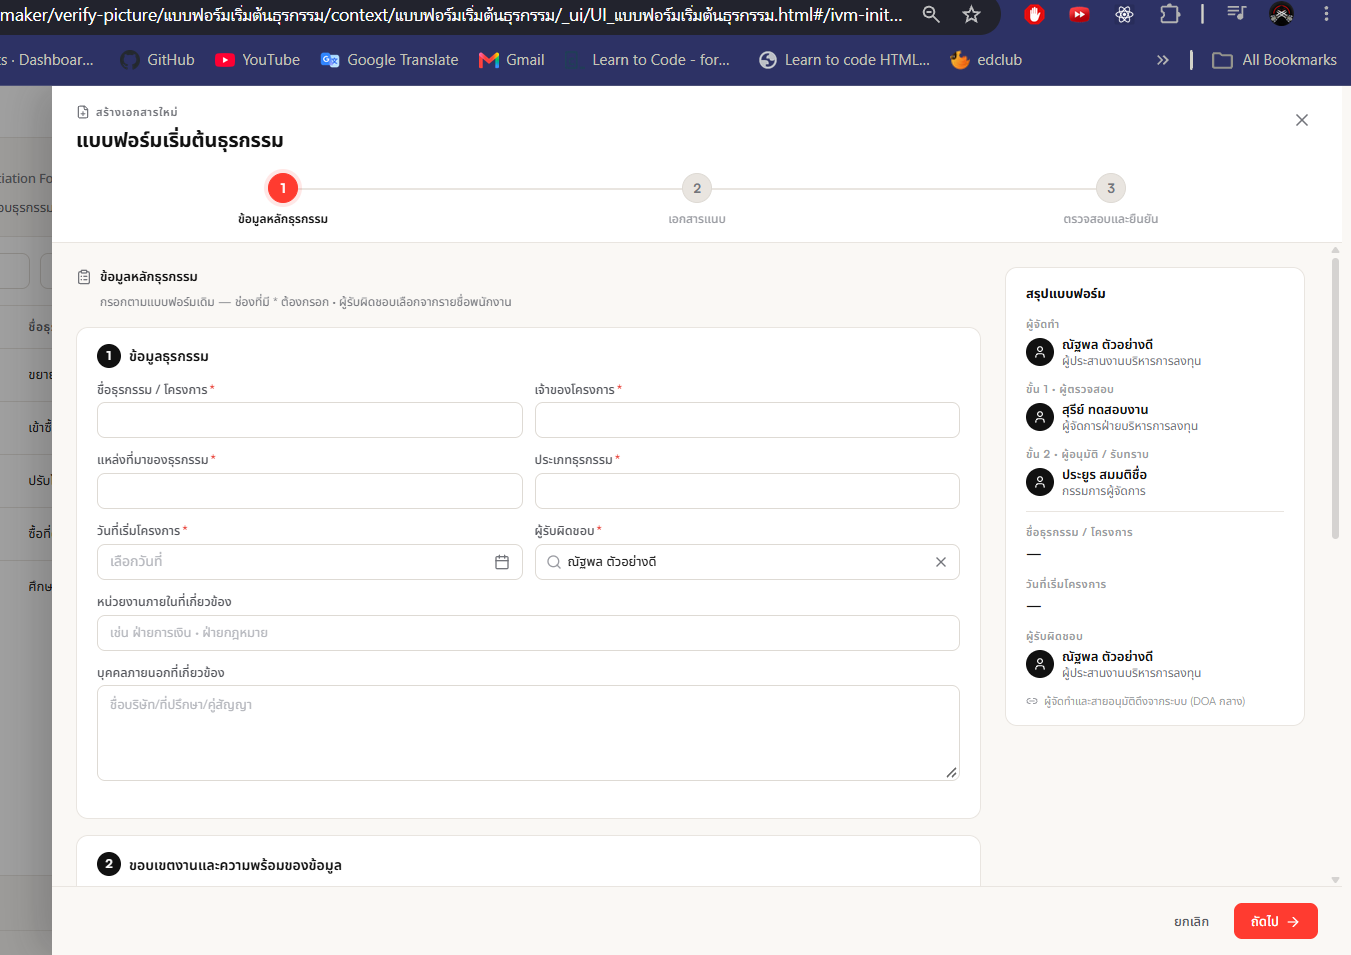 maker/verify-picture/แบบฟอร์มเริ่มต้นธุรกรรม/context/แบบฟอร์มเริ่มต้นธุรกรรม/_ui/UI_แบบฟอร์มเริ่มต้นธุรกรรม.html#/ivm-init...
s · Dashboar...
GitHub
YouTube
Google Translate
Gmail
Learn to Code - for...
Learn to code HTML...
edclub
All Bookmarks
สร้างเอกสารใหม่
แบบฟอร์มเริ่มต้นธุรกรรม
1
2
3
ข้อมูลหลักธุรกรรม
เอกสารแนบ
ตรวจสอบและยืนยัน
ข้อมูลหลักธุรกรรม
กรอกตามแบบฟอร์มเดิม — ช่องที่มี * ต้องกรอก • ผู้รับผิดชอบเลือกจากรายชื่อพนักงาน
1 ข้อมูลธุรกรรม
ชื่อธุรกรรม / โครงการ *
เจ้าของโครงการ *
แหล่งที่มาของธุรกรรม *
ประเภทธุรกรรม *
วันที่เริ่มโครงการ *
ผู้รับผิดชอบ *
เลือกวันที่
ณัฐพล ตัวอย่างดี
หน่วยงานภายในที่เกี่ยวข้อง
เช่น ฝ่ายการเงิน • ฝ่ายกฎหมาย
บุคคลภายนอกที่เกี่ยวข้อง
ชื่อบริษัท/ที่ปรึกษา/คู่สัญญา
2 ขอบเขตงานและความพร้อมของข้อมูล
สรุปแบบฟอร์ม
ผู้จัดทำ
ณัฐพล ตัวอย่างดี
ผู้ประสานงานบริหารการลงทุน
ขั้น 1 • ผู้ตรวจสอบ
สุรีย์ ทดสอบงาน
ผู้จัดการฝ่ายบริหารการลงทุน
ขั้น 2 • ผู้อนุมัติ / รับทราบ
ประยูร สมมติชื่อ
กรรมการผู้จัดการ
ชื่อธุรกรรม / โครงการ
—
วันที่เริ่มโครงการ
—
ผู้รับผิดชอบ
ณัฐพล ตัวอย่างดี
ผู้ประสานงานบริหารการลงทุน
ผู้จัดทำและสายอนุมัติดึงจากระบบ (DOA กลาง)
ยกเลิก
ถัดไป